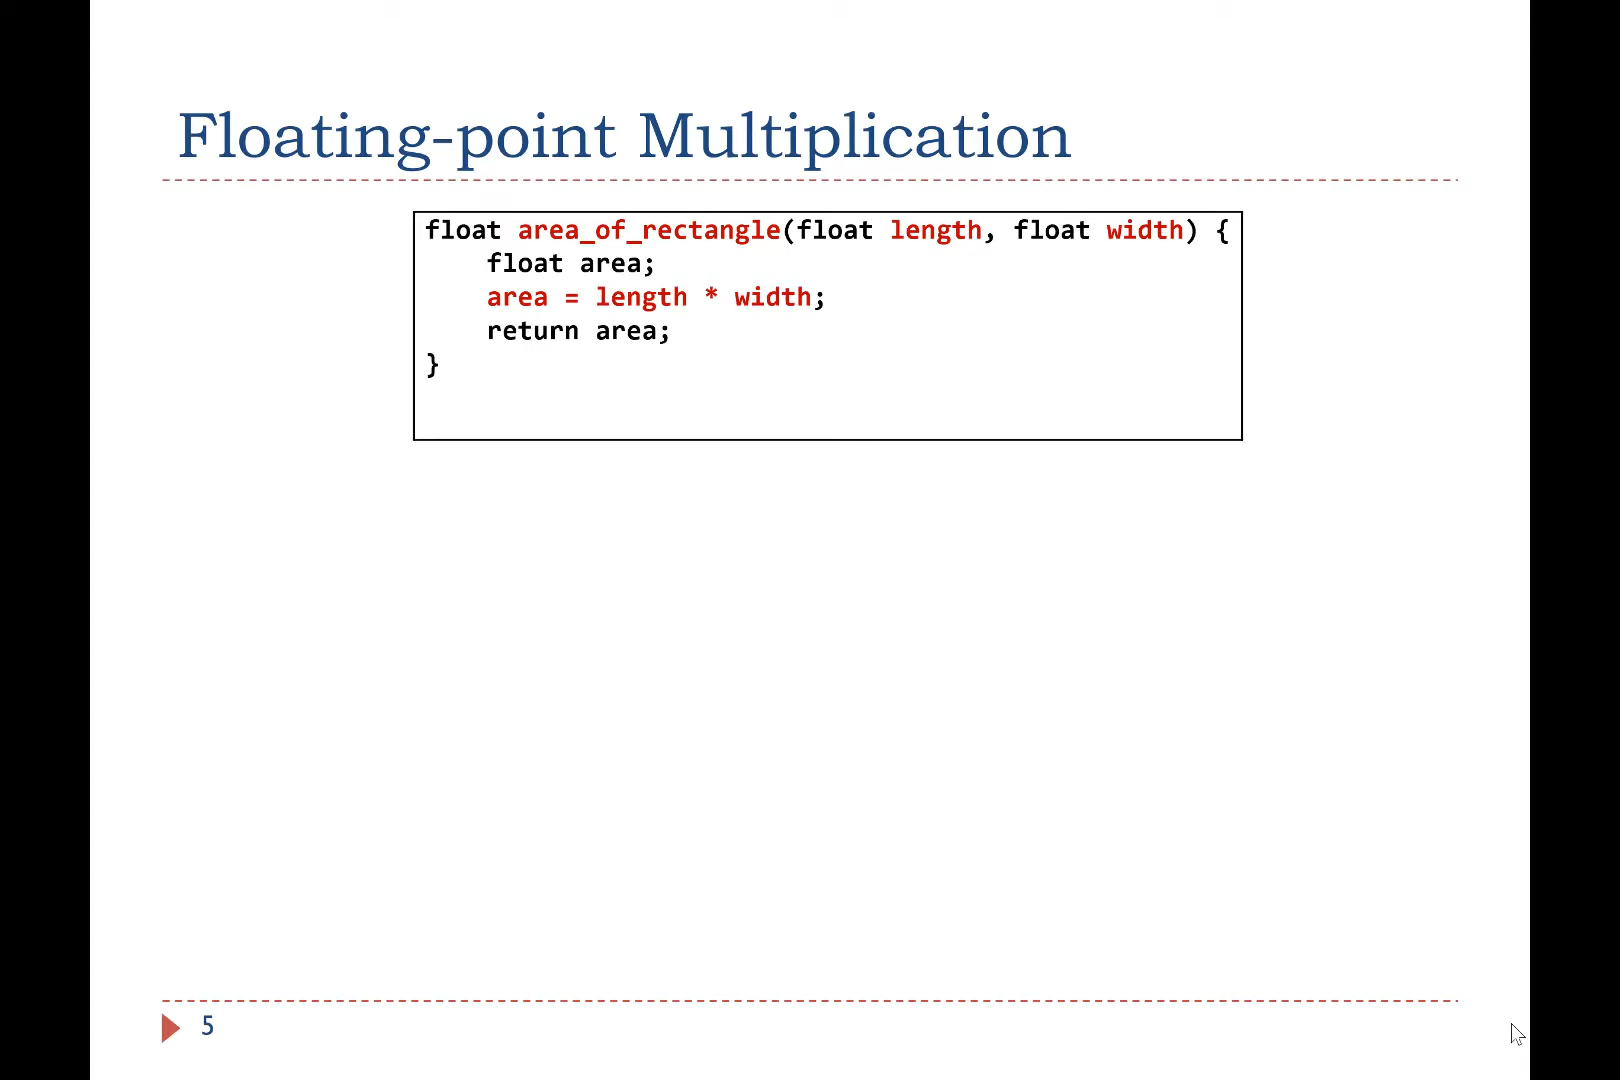 Floating-point Multiplication
float area_of_rectangle(float length, float width) {
    float area;
    area = length * width;
    return area;
}
5